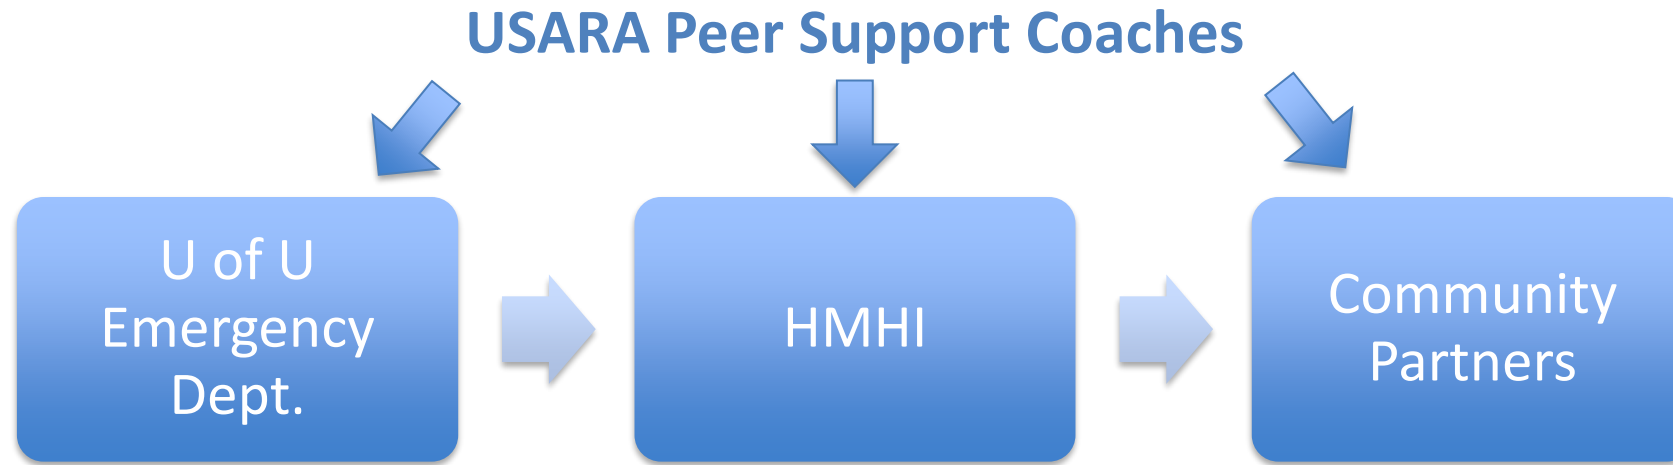 USARA Peer Support Coaches
U of U
Emergency
Dept.
HMHI
Community
Partners